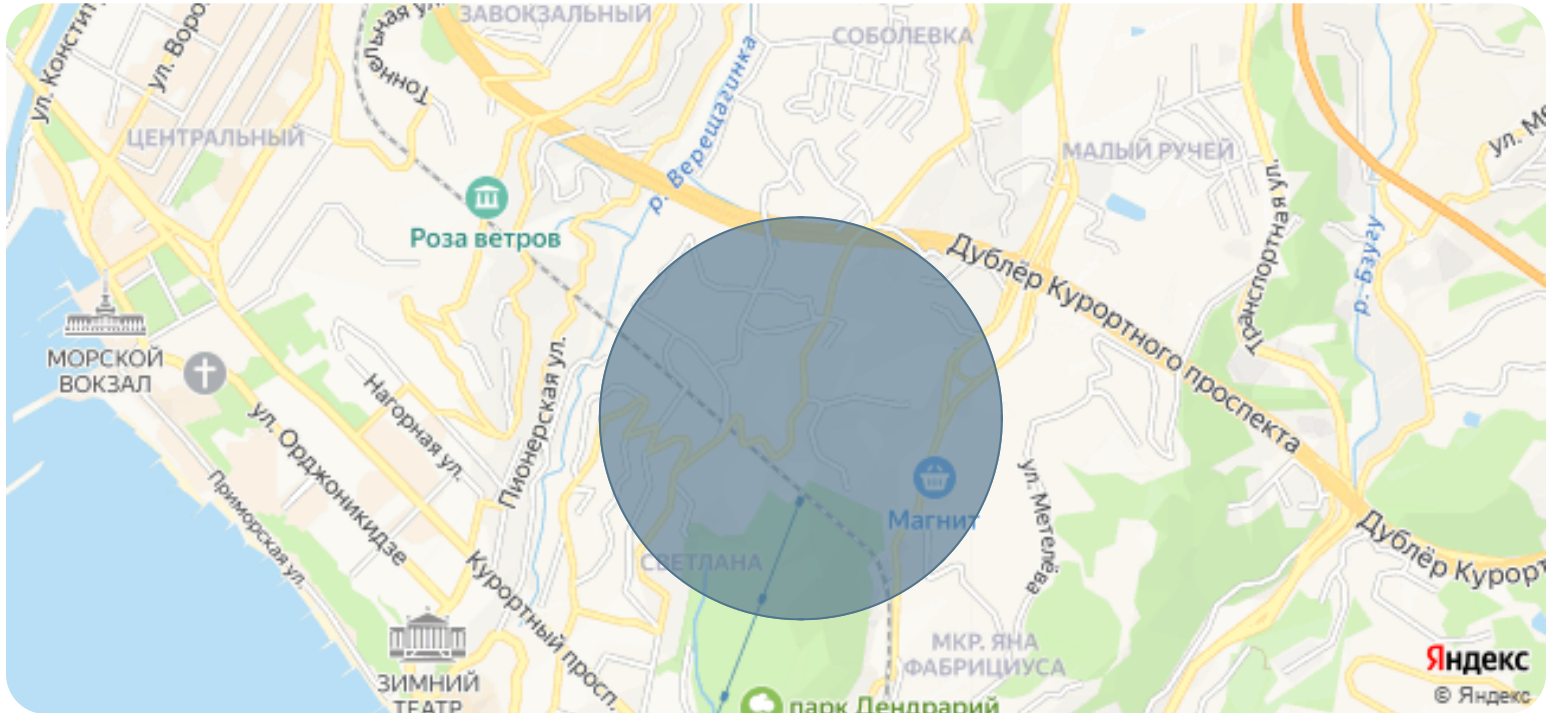 ул. Констит
ул. Воро
Тоннельная ул.
ЗАВОКЗАЛЬНЫЙ
СОБОЛЕВКА
р. Верещагинка
ЦЕНТРАЛЬНЫЙ
МАЛЫЙ РУЧЕЙ
ул. Ме
Роза ветров
Дублёр Курортного проспекта
Транспортная ул.
р. Бзугу
МОРСКОЙ
ВОКЗАЛ
Нагорная ул.
Пионерская ул.
ул. Орджоникидзе
Приморская ул.
Магнит
ул. Метелёва
СВЕТЛАНА
Дублёр Курорт
Курортный просп.
МКР. ЯНА
ФАБРИЦИУСА
ЗИМНИЙ
ТЕАТР
парк Дендрарий
Яндекс
© Яндекс